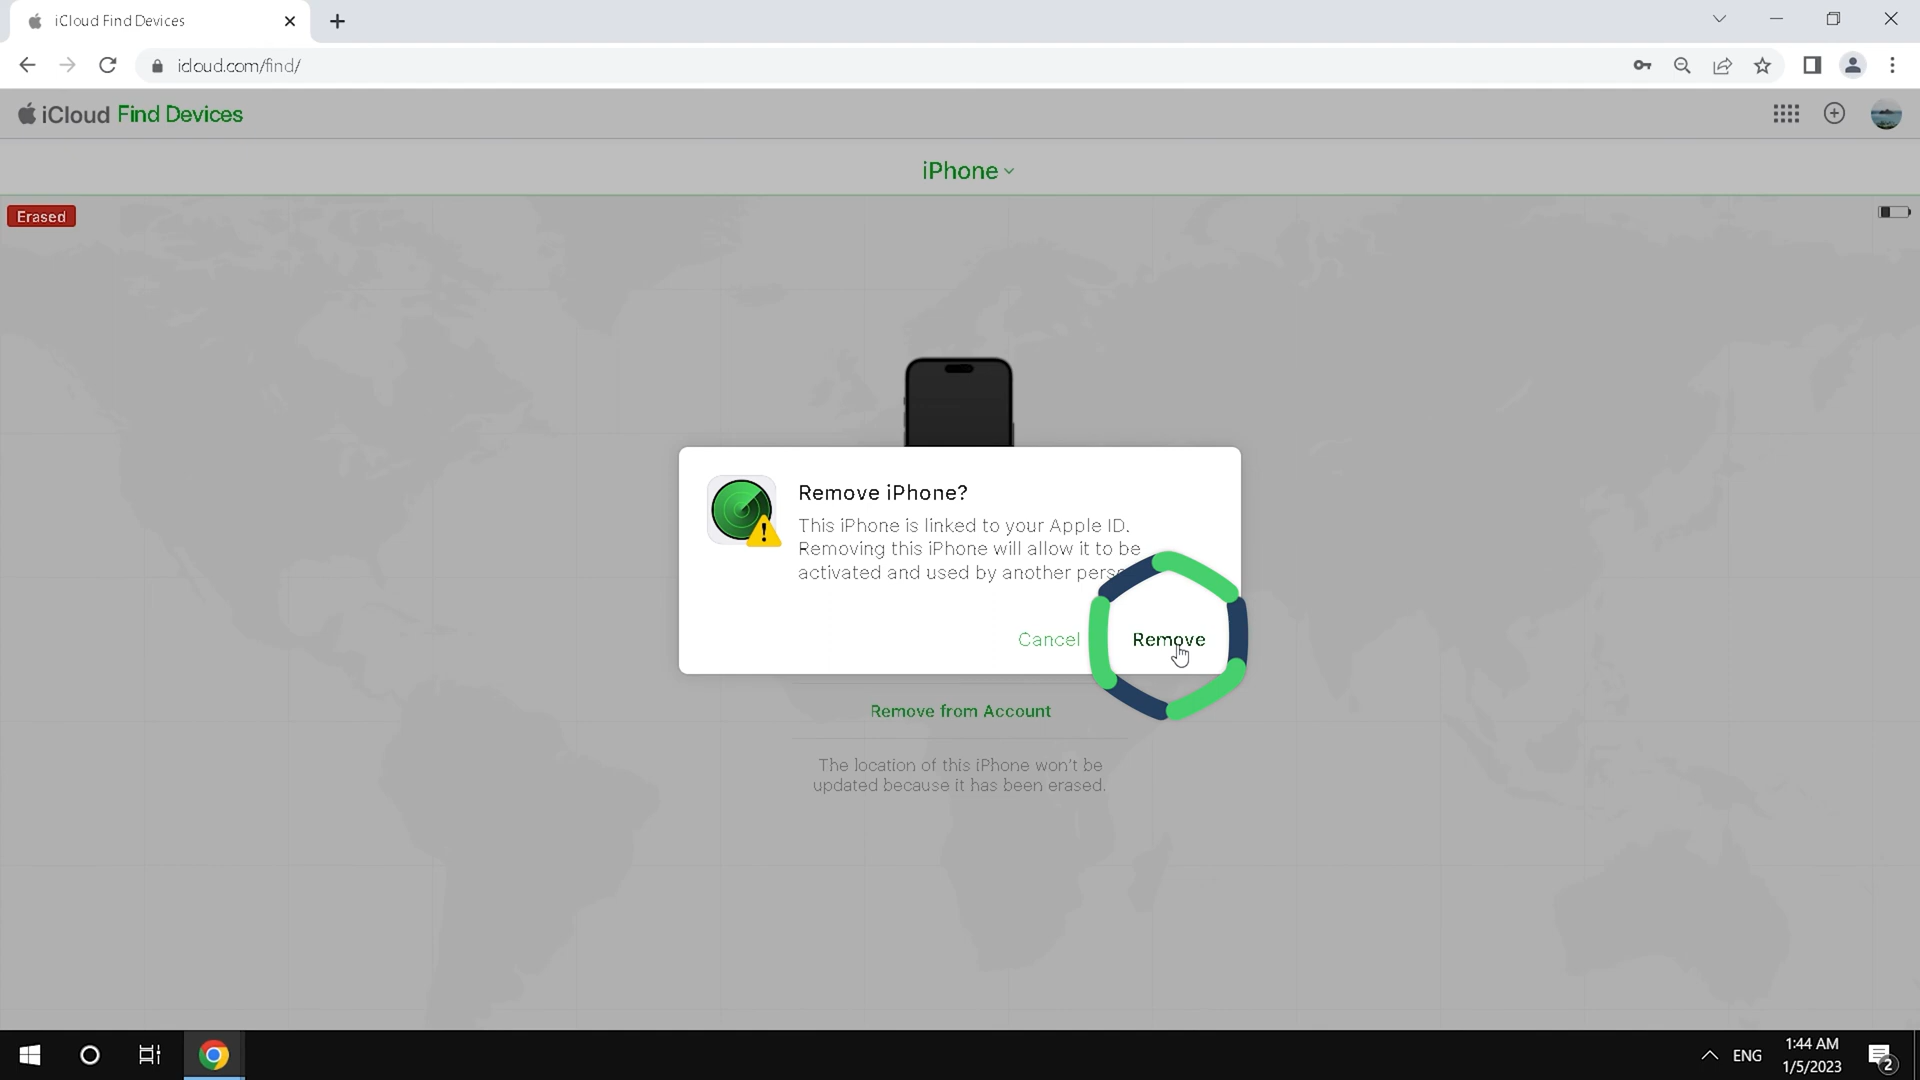 iCloud Find Devices
icloud.com/find/
iCloud Find Devices
iPhone
Erased
Remove iPhone?
This iPhone is linked to your Apple ID.
Removing this iPhone will allow it to be
activated and used by another
Cancel
Remove
Remove from Account
The location of this iPhone won't be
updated because it has been erased.
ENG
1:44 AM
1/5/2023
2